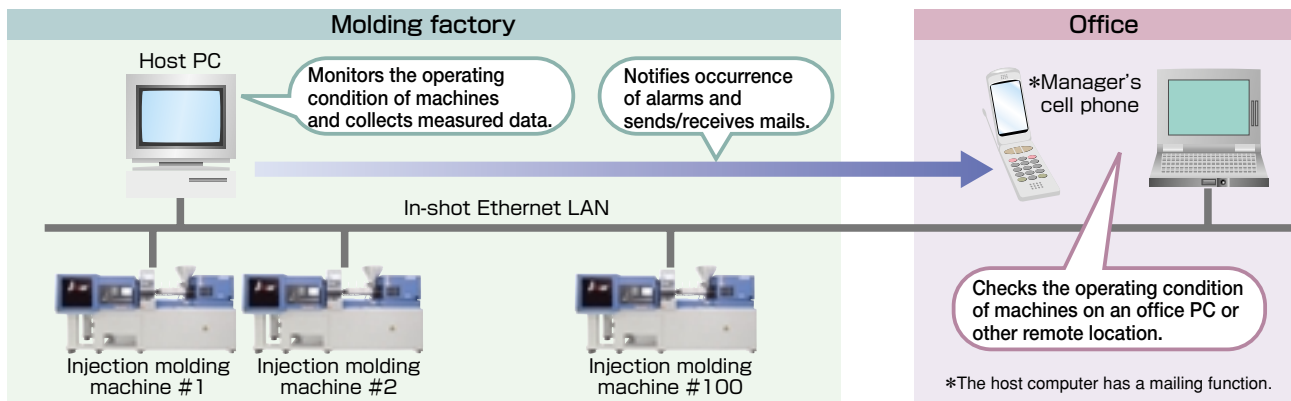 Molding factory
Office
Host PC
Monitors the operating
condition of machines
and collects measured data.
Notifies occurrence
of alarms and
sends/receives mails.
*Manager's
cell phone
In-shot Ethernet LAN
Injection molding
machine #1
Injection molding
machine #2
Injection molding
machine #100
Checks the operating condition
of machines on an office PC or
other remote location.
*The host computer has a mailing function.